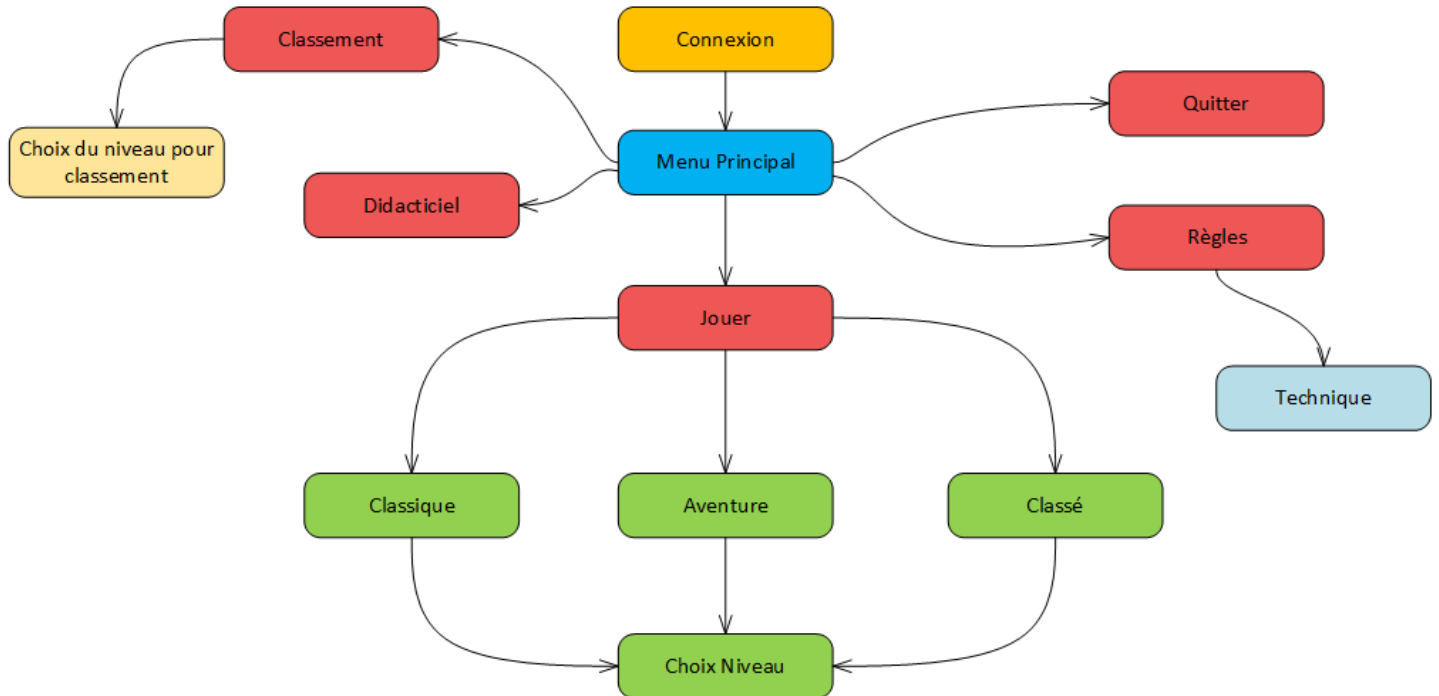 Classement
Connexion
Quitter
Choix du niveau pour
classement
Menu Principal
Didacticiel
Règles
Jouer
Technique
Classique
Aventure
Classé
Choix Niveau